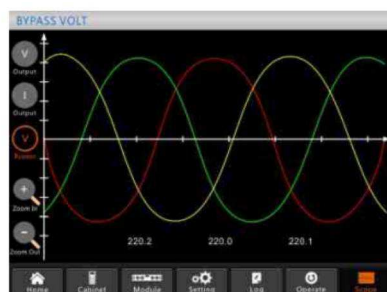 BYPASS VOLT
V
Output
I
Output
V
Bypass
+
Zoom In
−
Zoom Out
220.2 220.0 220.1
Home Cabinet Module Setting Log Operate Scope